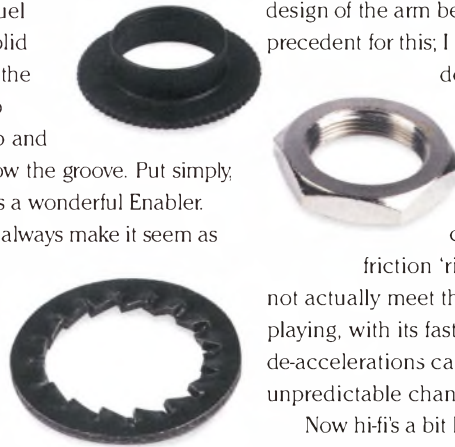 uel
olid
the
o and
ow the groove. Put simply,
s a wonderful Enabler.
always make it seem as
design of the arm be
precedent for this; I
de
friction ‘ri
not actually meet th
playing, with its fast
de-accelerations ca
unpredictable chan
Now hi-fi’s a bit l